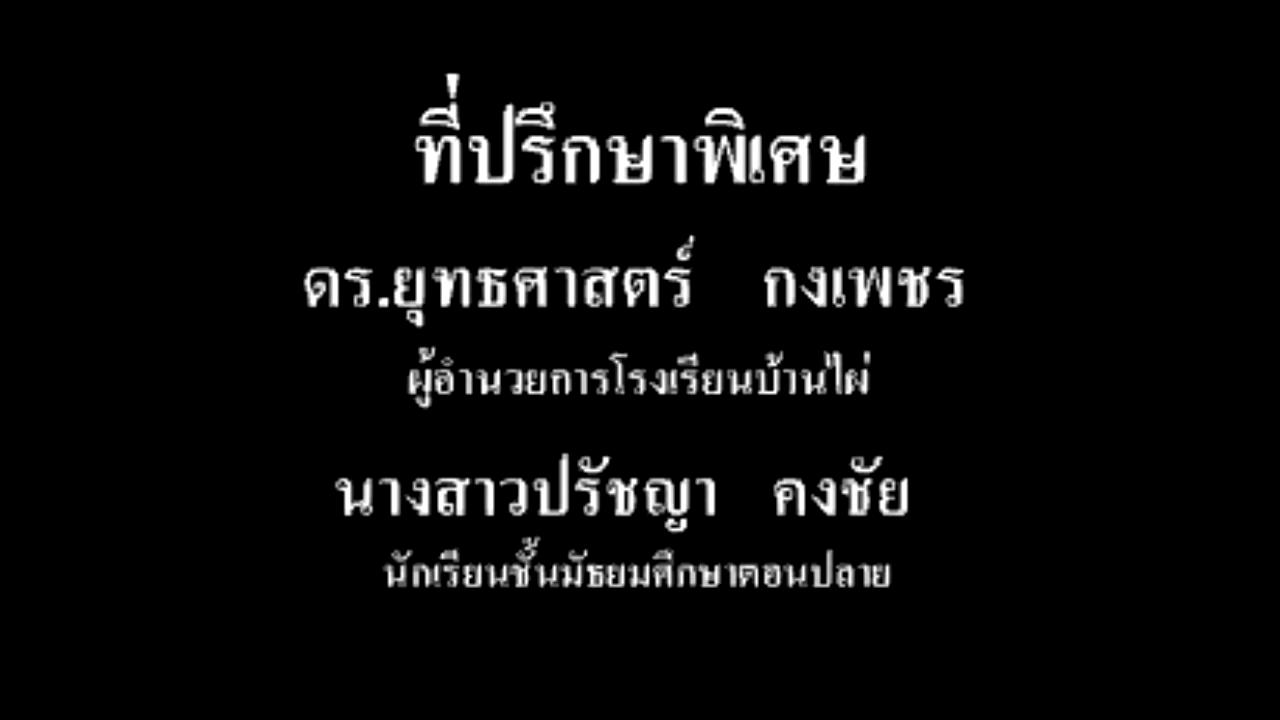 ที่ปรึกษาพิเศษ
ดร.ยุทธศาสตร์ กงเพชร
ผู้อำนวยการโรงเรียนบ้านไผ่
นางสาวปรัชญา คงชัย
นักเรียนชั้นมัธยมศึกษาตอนปลาย